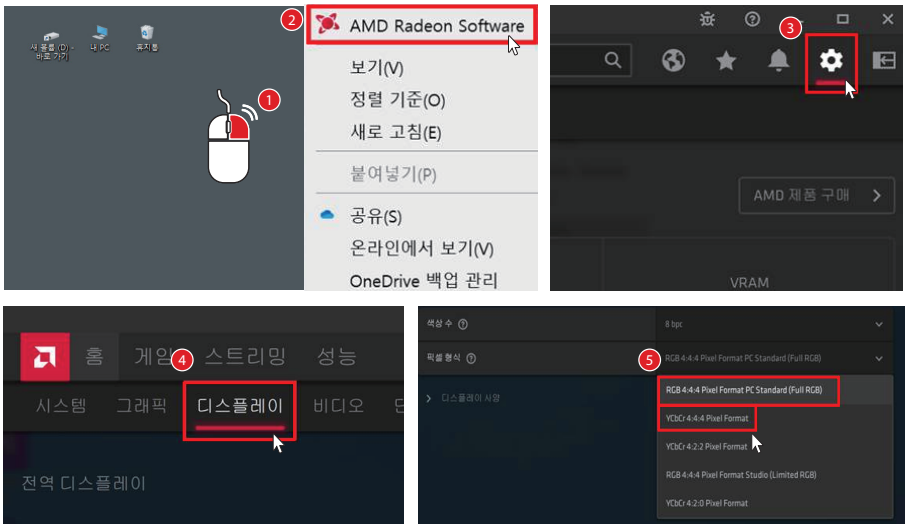 새 볼륨 (D) -
바로 가기
내 PC
휴지통
1
2
AMD Radeon Software
보기(V)
정렬 기준(O)
새로 고침(E)
붙여넣기(P)
공유(S)
온라인에서 보기(V)
OneDrive 백업 관리
3
AMD 제품 구매
VRAM
홈
게임
4
스트리밍
성능
시스템
그래픽
디스플레이
비디오
전역 디스플레이
색상 수
8 bpc
픽셀 형식
5
RGB 4:4:4 Pixel Format PC Standard (Full RGB)
디스플레이 사양
RGB 4:4:4 Pixel Format PC Standard (Full RGB)
YCbCr 4:4:4 Pixel Format
YCbCr 4:2:2 Pixel Format
RGB 4:4:4 Pixel Format Studio (Limited RGB)
YCbCr 4:2:0 Pixel Format